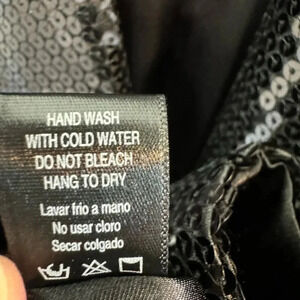 HAND WASH
WITH COLD WATER
DO NOT BLEACH
HANG TO DRY
Lavar frio a mano
No usar cloro
Secar colgado